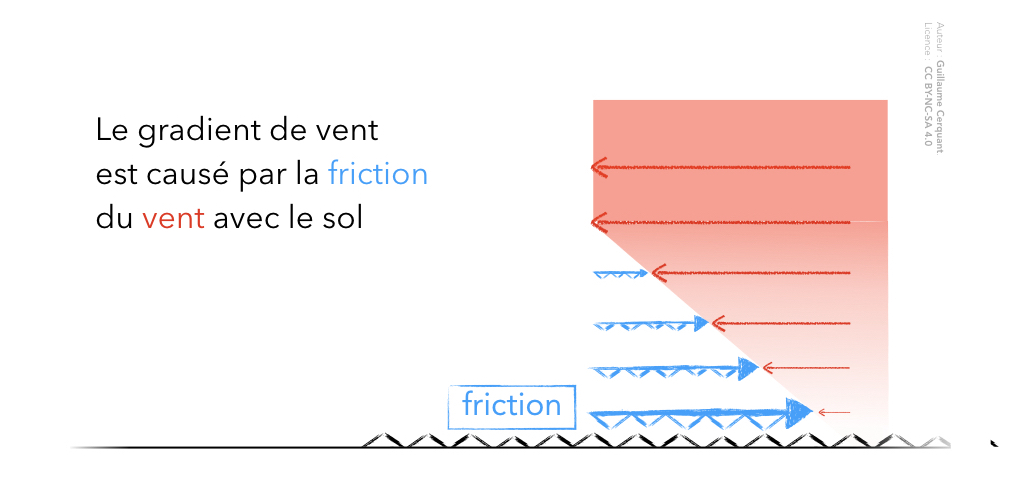 Le gradient de vent
est causé par la friction
du vent avec le sol
friction
Auteur : Guillaume Cerquant
Licence : CC BY-NC-SA 4.0